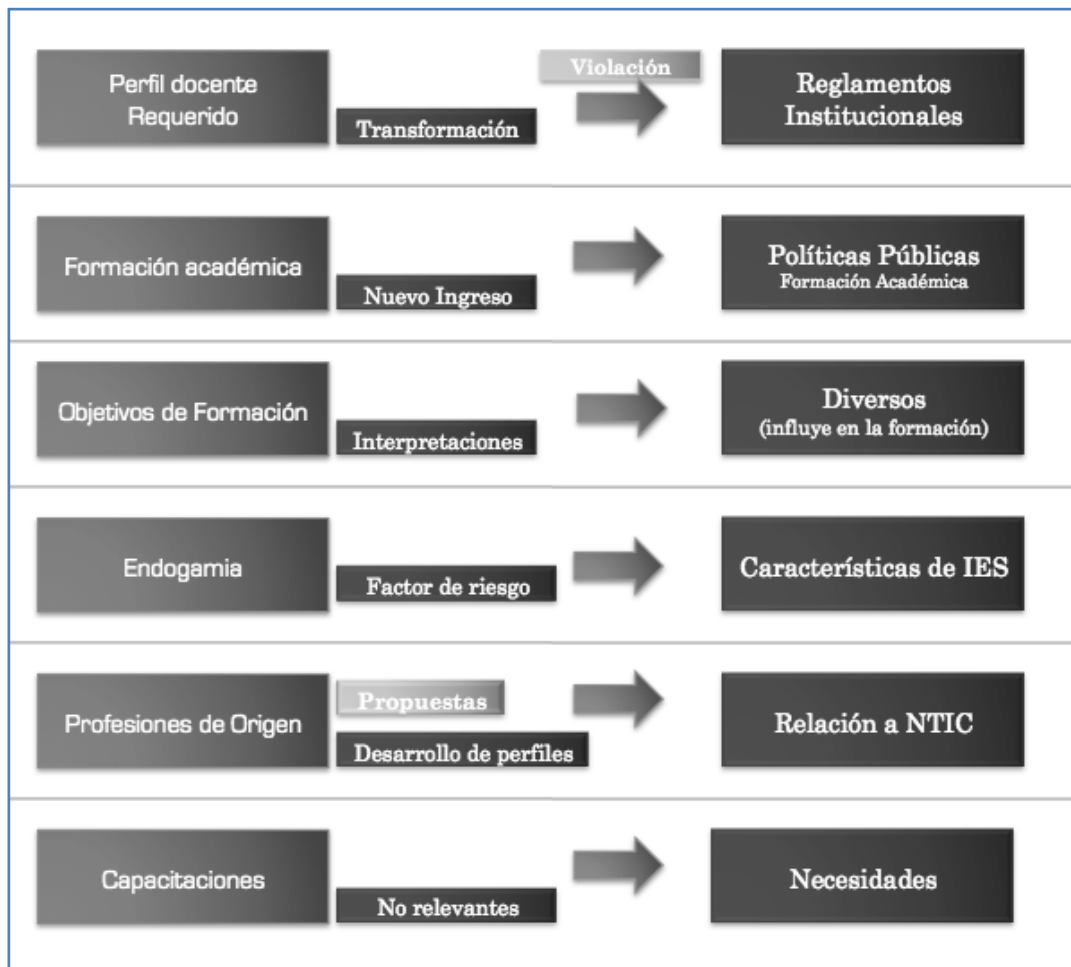 Perfil docente
Requerido
Transformación
Violación
Reglamentos
Institucionales
Formación académica
Nuevo Ingreso
Políticas Públicas
Formación Académica
Objetivos de Formación
Interpretaciones
Diversos
(influye en la formación)
Endogamia
Factor de riesgo
Características de IES
Profesiones de Origen
Propuestas
Desarrollo de perfiles
Relación a NTIC
Capacitaciones
No relevantes
Necesidades